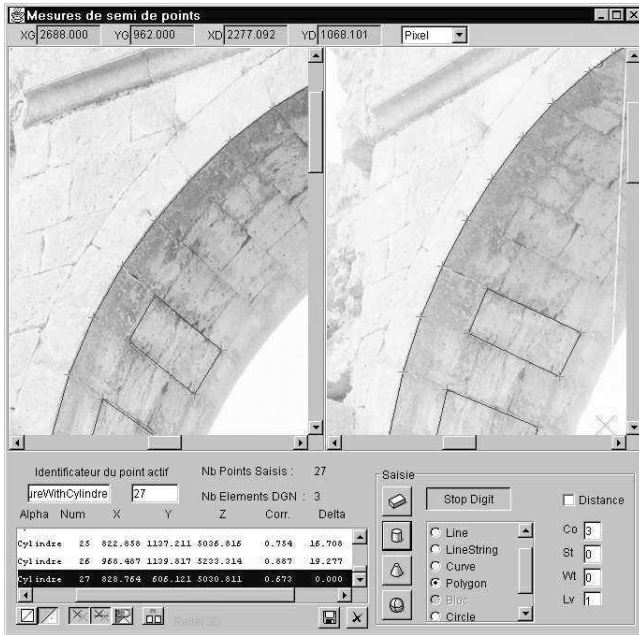 Mesures de semi de points
XG 2688.000 YG 962.000 XD 2277.092 YD 1068.101 Pixel
Identificateur du point actif
Nb Points Saisis : 27
ureWithCylindre 27
Nb Elements DGN : 3
Alpha Num X Y Z Corr. Delta
Cylindre 25 822.858 1137.211 5036.816 0.754 16.708
Cylindre 26 968.487 1139.817 5233.314 0.887 19.277
Cylindre 27 828.764 606.121 5030.811 0.673 0.000
Saisie
Stop Digit
Distance
Line
LineString
Curve
Polygon
Bloc
Circle
Co 3
St 0
Wt 0
Lv 1